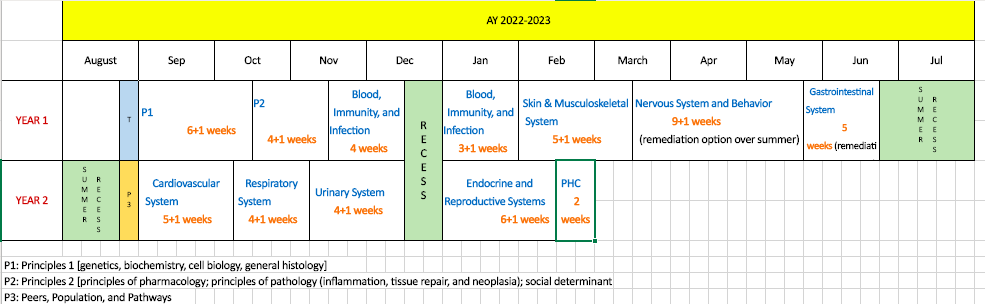 AY 2022-2023
August Sep Oct Nov Dec Jan Feb March Apr May Jun Jul
YEAR 1
T
P1
6+1 weeks
P2
4+1 weeks
Blood,
Immunity, and
Infection
4 weeks
RECESS
Blood,
Immunity, and
Infection
3+1 weeks
Skin & Musculoskeletal
System
5+1 weeks
Nervous System and Behavior
9+1 weeks
(remediation option over summer)
Gastrointestinal
System
5
weeks (remediati
SUMMER
RECESS
YEAR 2
SUMMER
RECESS
P3
Cardiovascular
System
5+1 weeks
Respiratory
System
4+1 weeks
Urinary System
4+1 weeks
Endocrine and
Reproductive Systems
6+1 weeks
PHC
2
weeks
P1: Principles 1 [genetics, biochemistry, cell biology, general histology]
P2: Principles 2 [principles of pharmacology; principles of pathology (inflammation, tissue repair, and neoplasia); social determinant
P3: Peers, Population, and Pathways